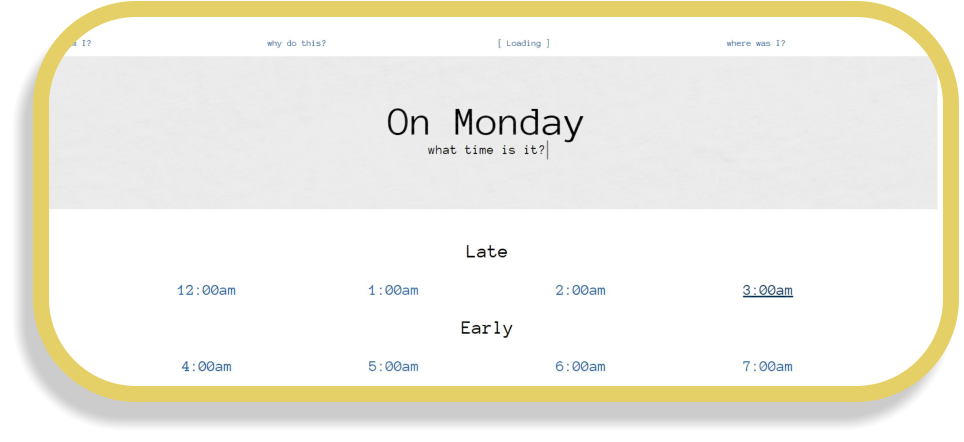 I? why do this? [ Loading ] where was I?
On Monday
what time is it?
Late
12:00am 1:00am 2:00am 3:00am
Early
4:00am 5:00am 6:00am 7:00am